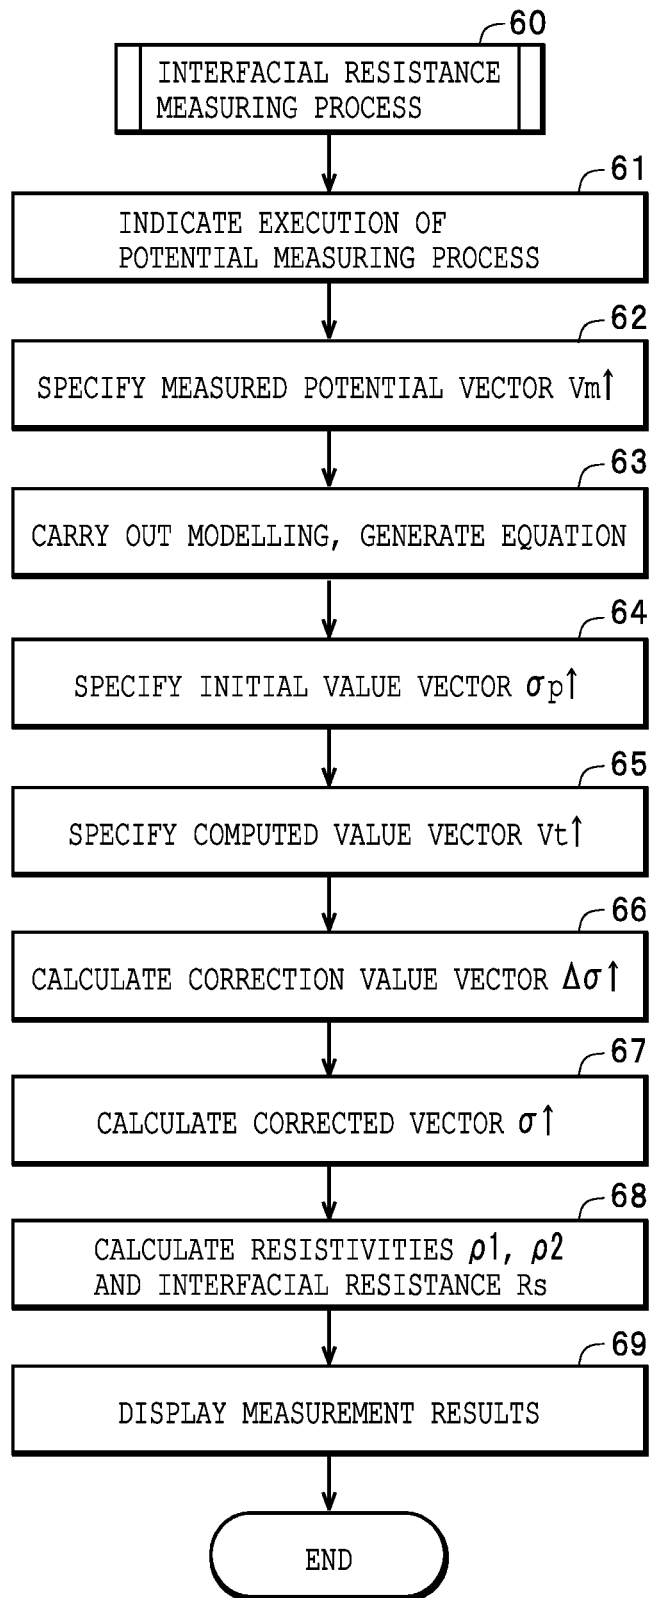 60
INTERFACIAL RESISTANCE
MEASURING PROCESS
61
INDICATE EXECUTION OF
POTENTIAL MEASURING PROCESS
62
SPECIFY MEASURED POTENTIAL VECTOR Vm↑
63
CARRY OUT MODELLING, GENERATE EQUATION
64
SPECIFY INITIAL VALUE VECTOR σp↑
65
SPECIFY COMPUTED VALUE VECTOR Vt↑
66
CALCULATE CORRECTION VALUE VECTOR Δσ↑
67
CALCULATE CORRECTED VECTOR σ↑
68
CALCULATE RESISTIVITIES ρ1, ρ2
AND INTERFACIAL RESISTANCE Rs
69
DISPLAY MEASUREMENT RESULTS
END